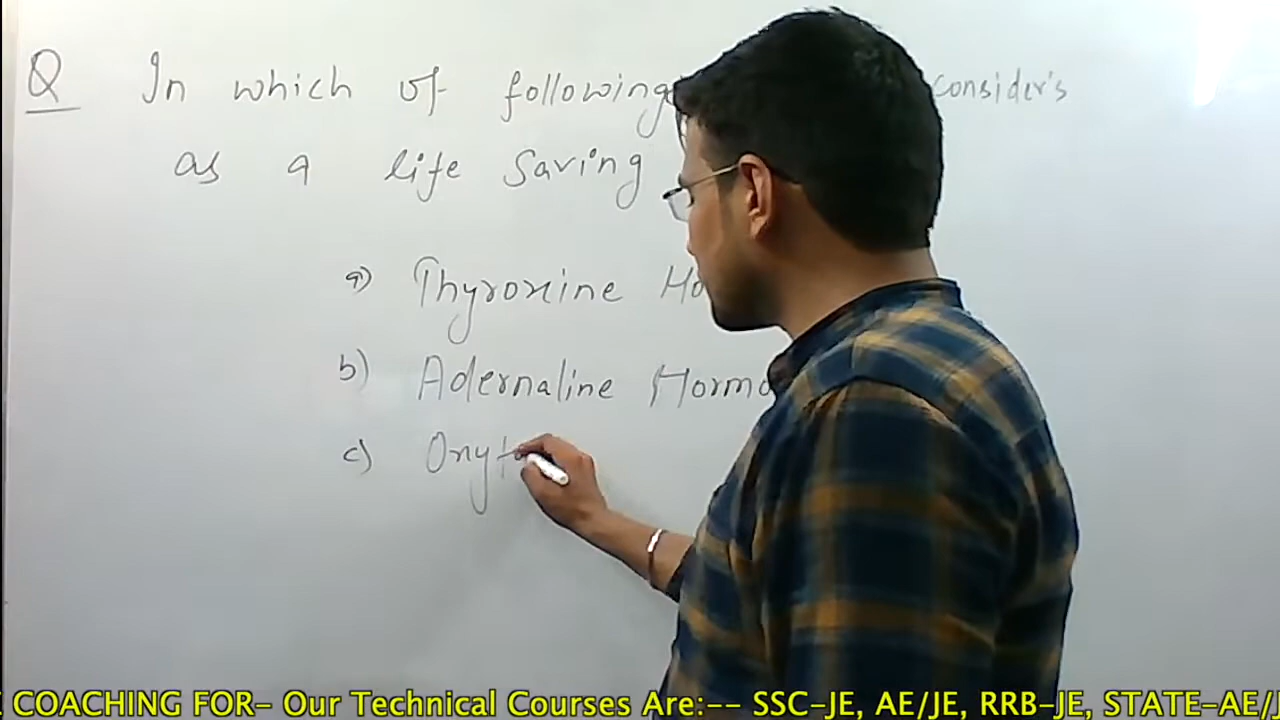 Q In which of following consider's
as a life saving
a) Thyroxine Ho
b) Adernaline Hormo
c) Oxyto
E COACHING FOR- Our Technical Courses Are:-- SSC-JE, AE/JE, RRB-JE, STATE-AE/